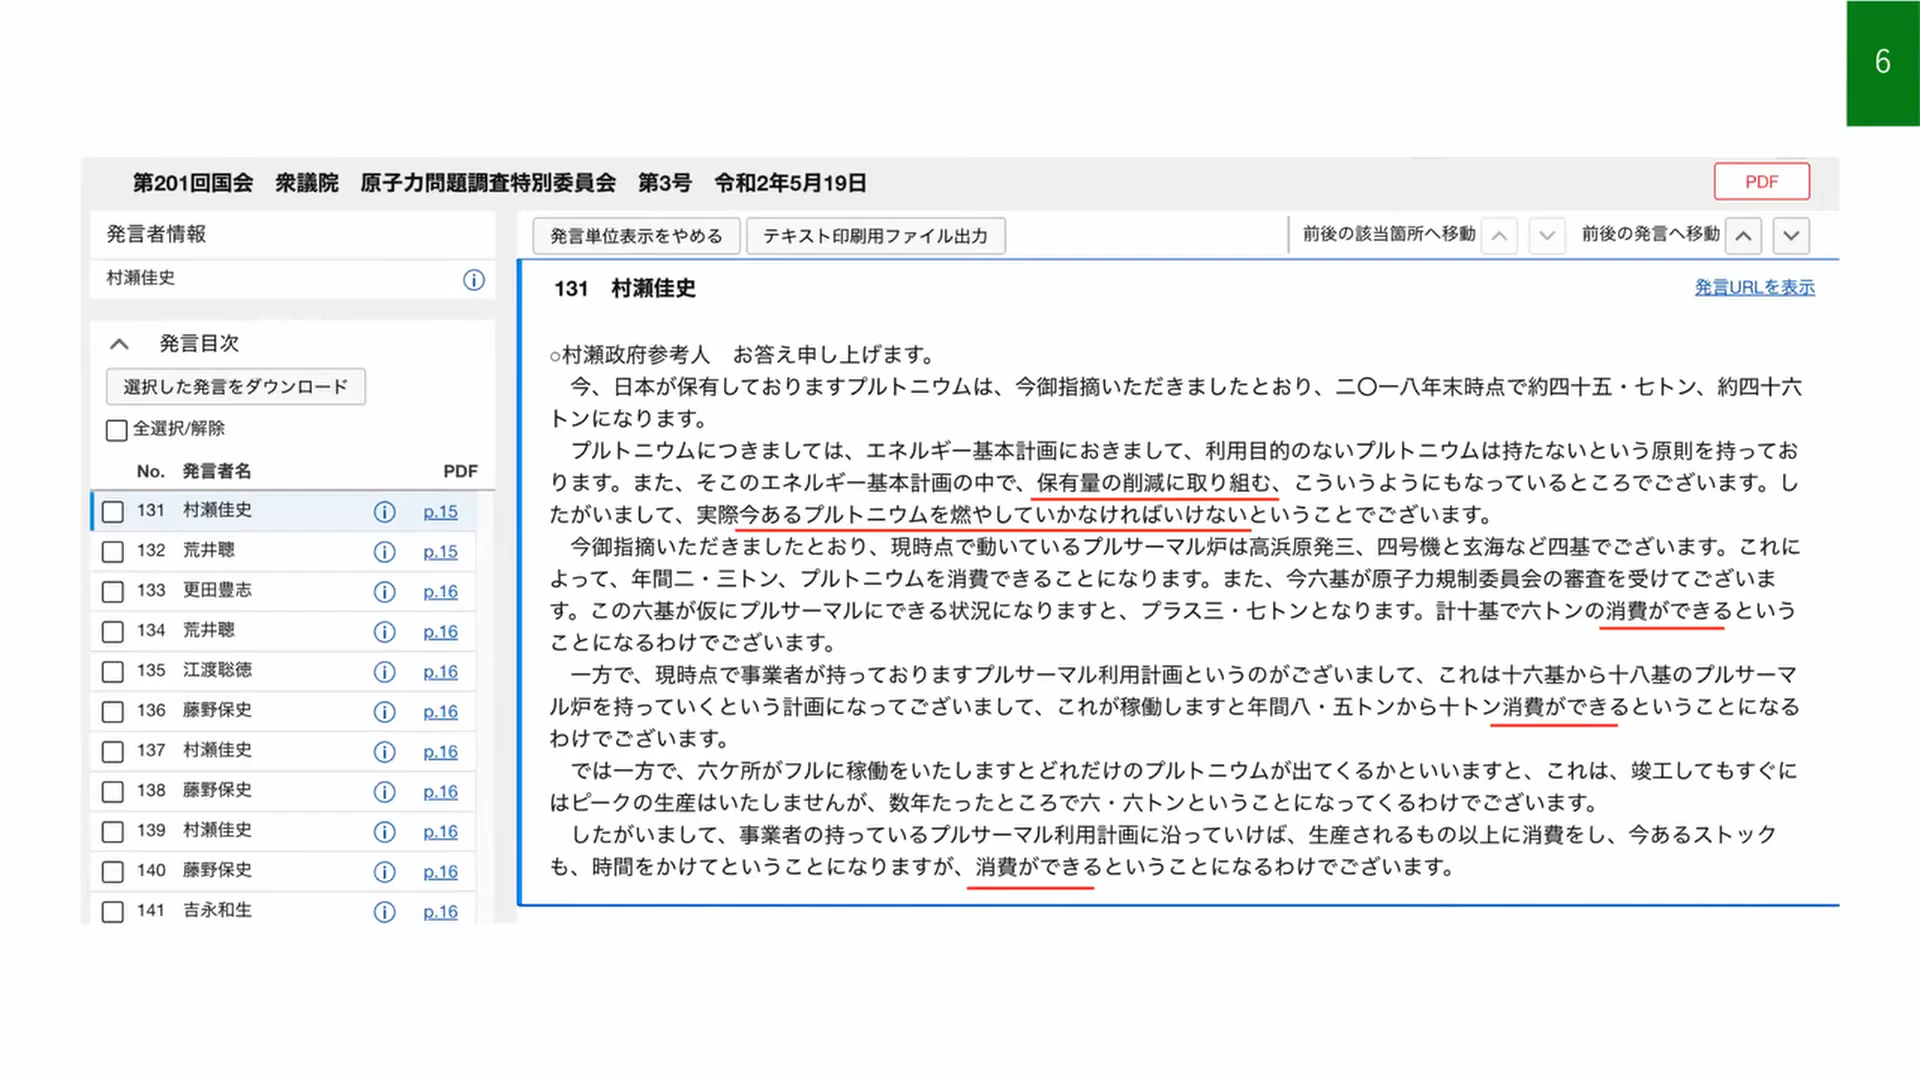 6
第201回国会 衆議院 原子力問題調査特別委員会 第3号 令和2年5月19日
PDF
発言者情報
村瀬佳史
発言目次
選択した発言をダウンロード
全選択/解除
No. 発言者名 PDF
131 村瀬佳史 p.15
132 荒井聰 p.15
133 更田豊志 p.16
134 荒井聰 p.16
135 江渡聡徳 p.16
136 藤野保史 p.16
137 村瀬佳史 p.16
138 藤野保史 p.16
139 村瀬佳史 p.16
140 藤野保史 p.16
141 吉永和生 p.16
発言単位表示をやめる テキスト印刷用ファイル出力 前後の該当箇所へ移動 前後の発言へ移動
131 村瀬佳史
発言URLを表示
○村瀬政府参考人 お答え申し上げます。
今、日本が保有しておりますプルトニウムは、今御指摘いただきましたとおり、二〇一八年末時点で約四十五・七トン、約四十六
トンになります。
プルトニウムにつきましては、エネルギー基本計画におきまして、利用目的のないプルトニウムは持たないという原則を持ってお
ります。また、そこのエネルギー基本計画の中で、保有量の削減に取り組む、こういうようにもなっているところでございます。し
たがいまして、実際今あるプルトニウムを燃やしていかなければいけないということでございます。
今御指摘いただきましたとおり、現時点で動いているプルサーマル炉は高浜原発三、四号機と玄海など四基でございます。これに
よって、年間二・三トン、プルトニウムを消費できることになります。また、今六基が原子力規制委員会の審査を受けてございま
す。この六基が仮にプルサーマルにできる状況になりますと、プラス三・七トンとなります。計十基で六トンの消費ができるという
ことになるわけでございます。
一方で、現時点で事業者が持っておりますプルサーマル利用計画というのがございまして、これは十六基から十八基のプルサーマ
ル炉を持っていくという計画になってございまして、これが稼働しますと年間八・五トンから十トン消費ができるということになる
わけでございます。
では一方で、六ケ所がフルに稼働をいたしますとどれだけのプルトニウムが出てくるかといいますと、これは、竣工してもすぐに
はピークの生産はいたしませんが、数年たったところで六・六トンということになってくるわけでございます。
したがいまして、事業者の持っているプルサーマル利用計画に沿っていけば、生産されるもの以上に消費をし、今あるストック
も、時間をかけてということになりますが、消費ができるということになるわけでございます。